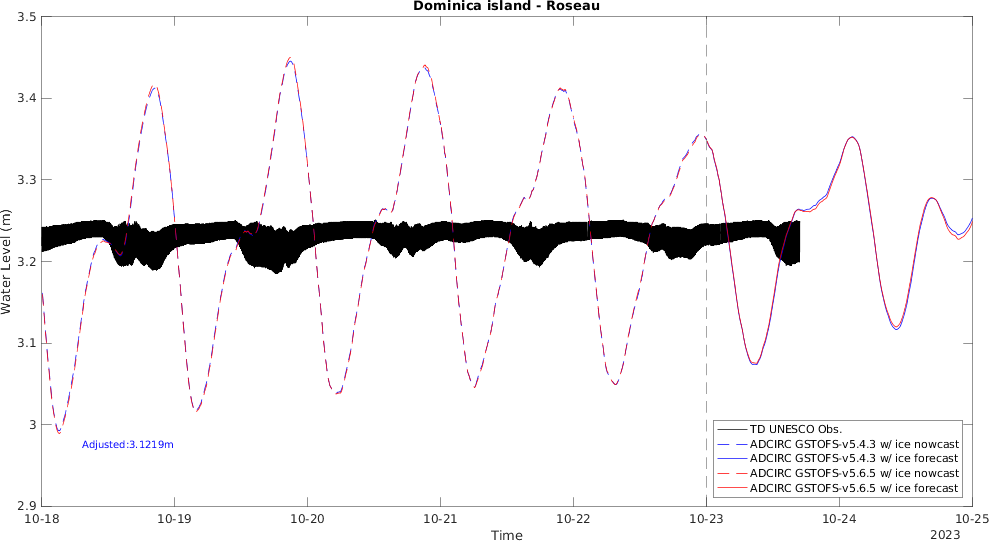 Dominica island - Roseau
3.5
3.4
3.3
3.2
3.1
3
2.9
Water Level (m)
Adjusted:3.1219m
TD UNESCO Obs.
ADCIRC GSTOFS-v5.4.3 w/ ice nowcast
ADCIRC GSTOFS-v5.4.3 w/ ice forecast
ADCIRC GSTOFS-v5.6.5 w/ ice nowcast
ADCIRC GSTOFS-v5.6.5 w/ ice forecast
10-18 10-19 10-20 10-21 10-22 10-23 10-24 10-25
Time
2023